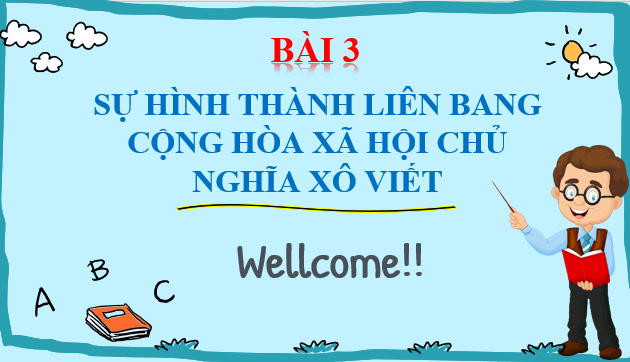 BÀI 3
SỰ HÌNH THÀNH LIÊN BANG
CỘNG HÒA XÃ HỘI CHỦ
NGHĨA XÔ VIẾT
Wellcome!!
A B C